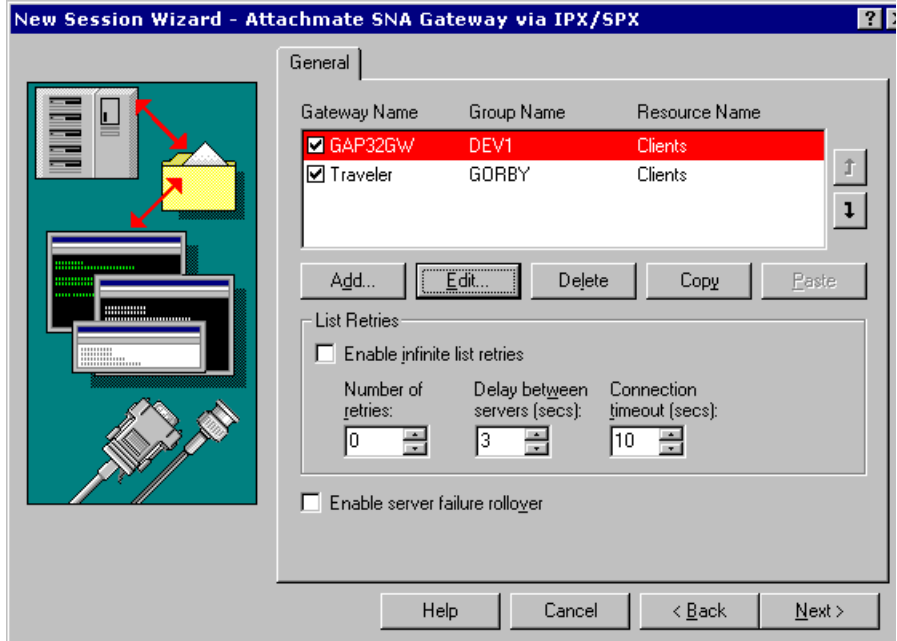 New Session Wizard - Attachmate SNA Gateway via IPX/SPX
General
Gateway Name Group Name Resource Name
GAP32GW DEV1 Clients
Traveler GORBY Clients
Add... Edit... Delete Copy Paste
List Retries
Enable infinite list retries
Number of retries:
Delay between servers (secs):
Connection timeout (secs):
0 3 10
Enable server failure rollover
Help Cancel < Back Next >